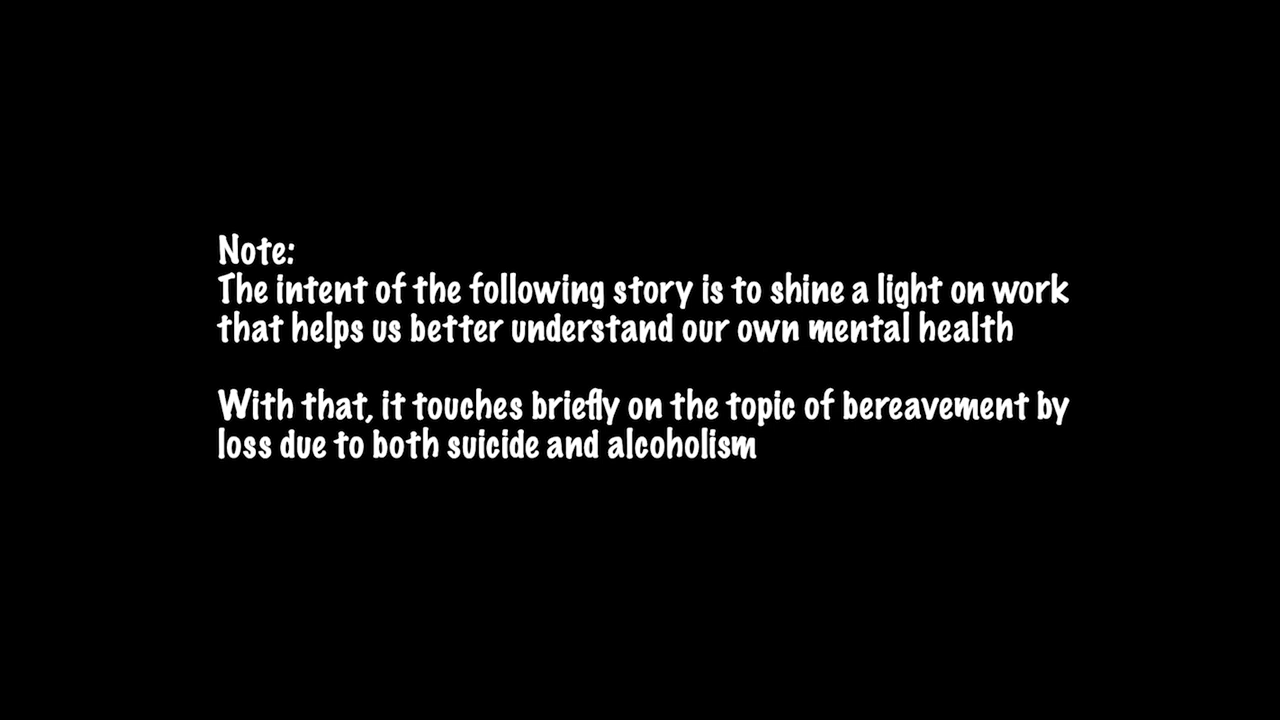 Note:
The intent of the following story is to shine a light on work
that helps us better understand our own mental health
With that, it touches briefly on the topic of bereavement by
loss due to both suicide and alcoholism